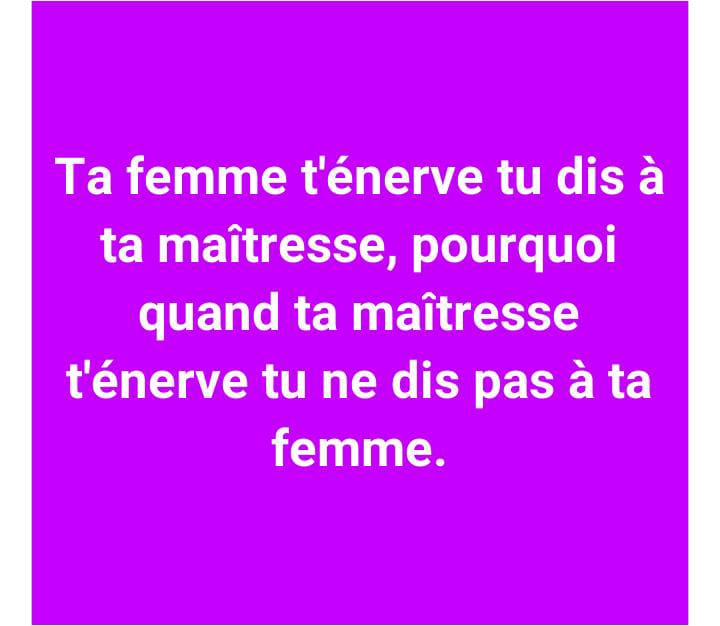 Ta femme t'énerve tu dis à
ta maîtresse, pourquoi
quand ta maîtresse
t'énerve tu ne dis pas à ta
femme.